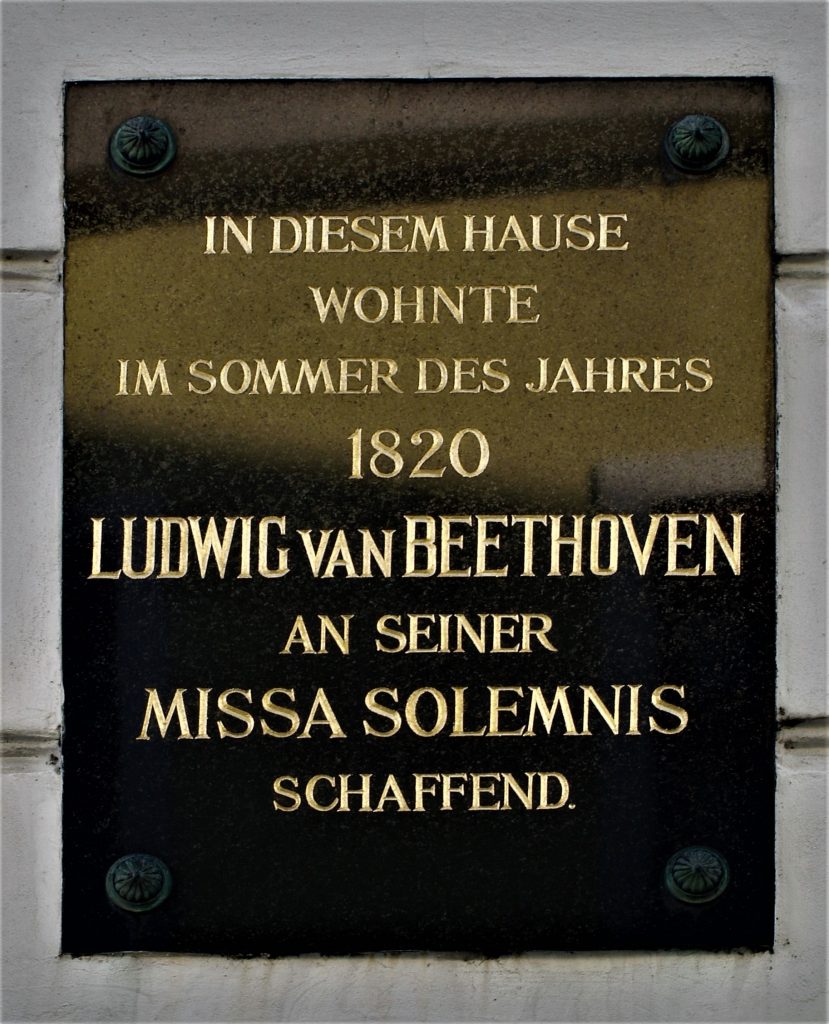 IN DIESEM HAUSE
WOHNTE
IM SOMMER DES JAHRES
1820
LUDWIG VAN BEETHOVEN
AN SEINER
MISSA SOLEMNIS
SCHAFFEND.